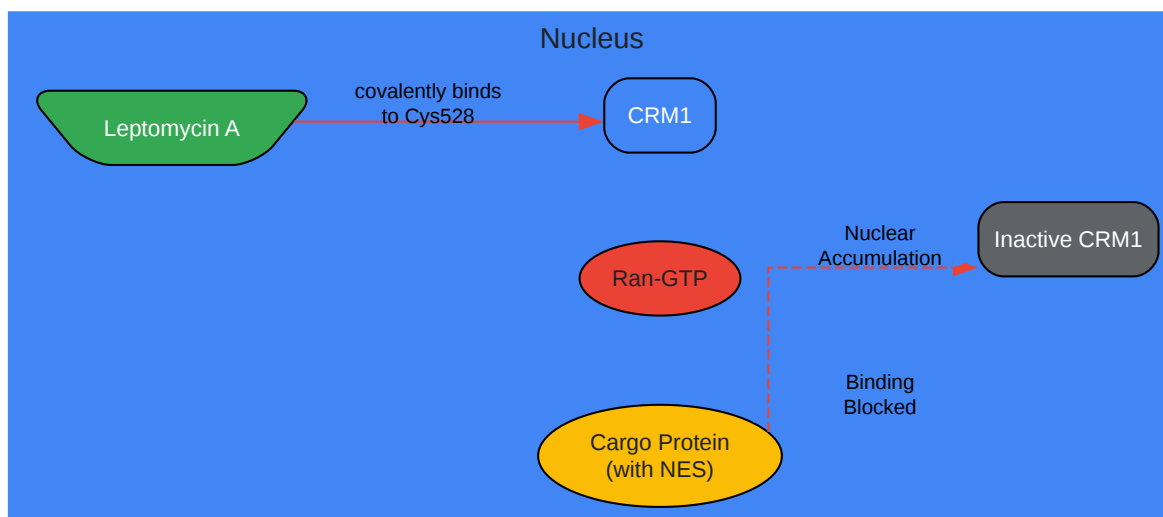 Nucleus
covalently binds
to Cys528
Leptomycin A
CRM1
Nuclear
Accumulation
Inactive CRM1
Ran-GTP
Binding
Blocked
Cargo Protein
(with NES)